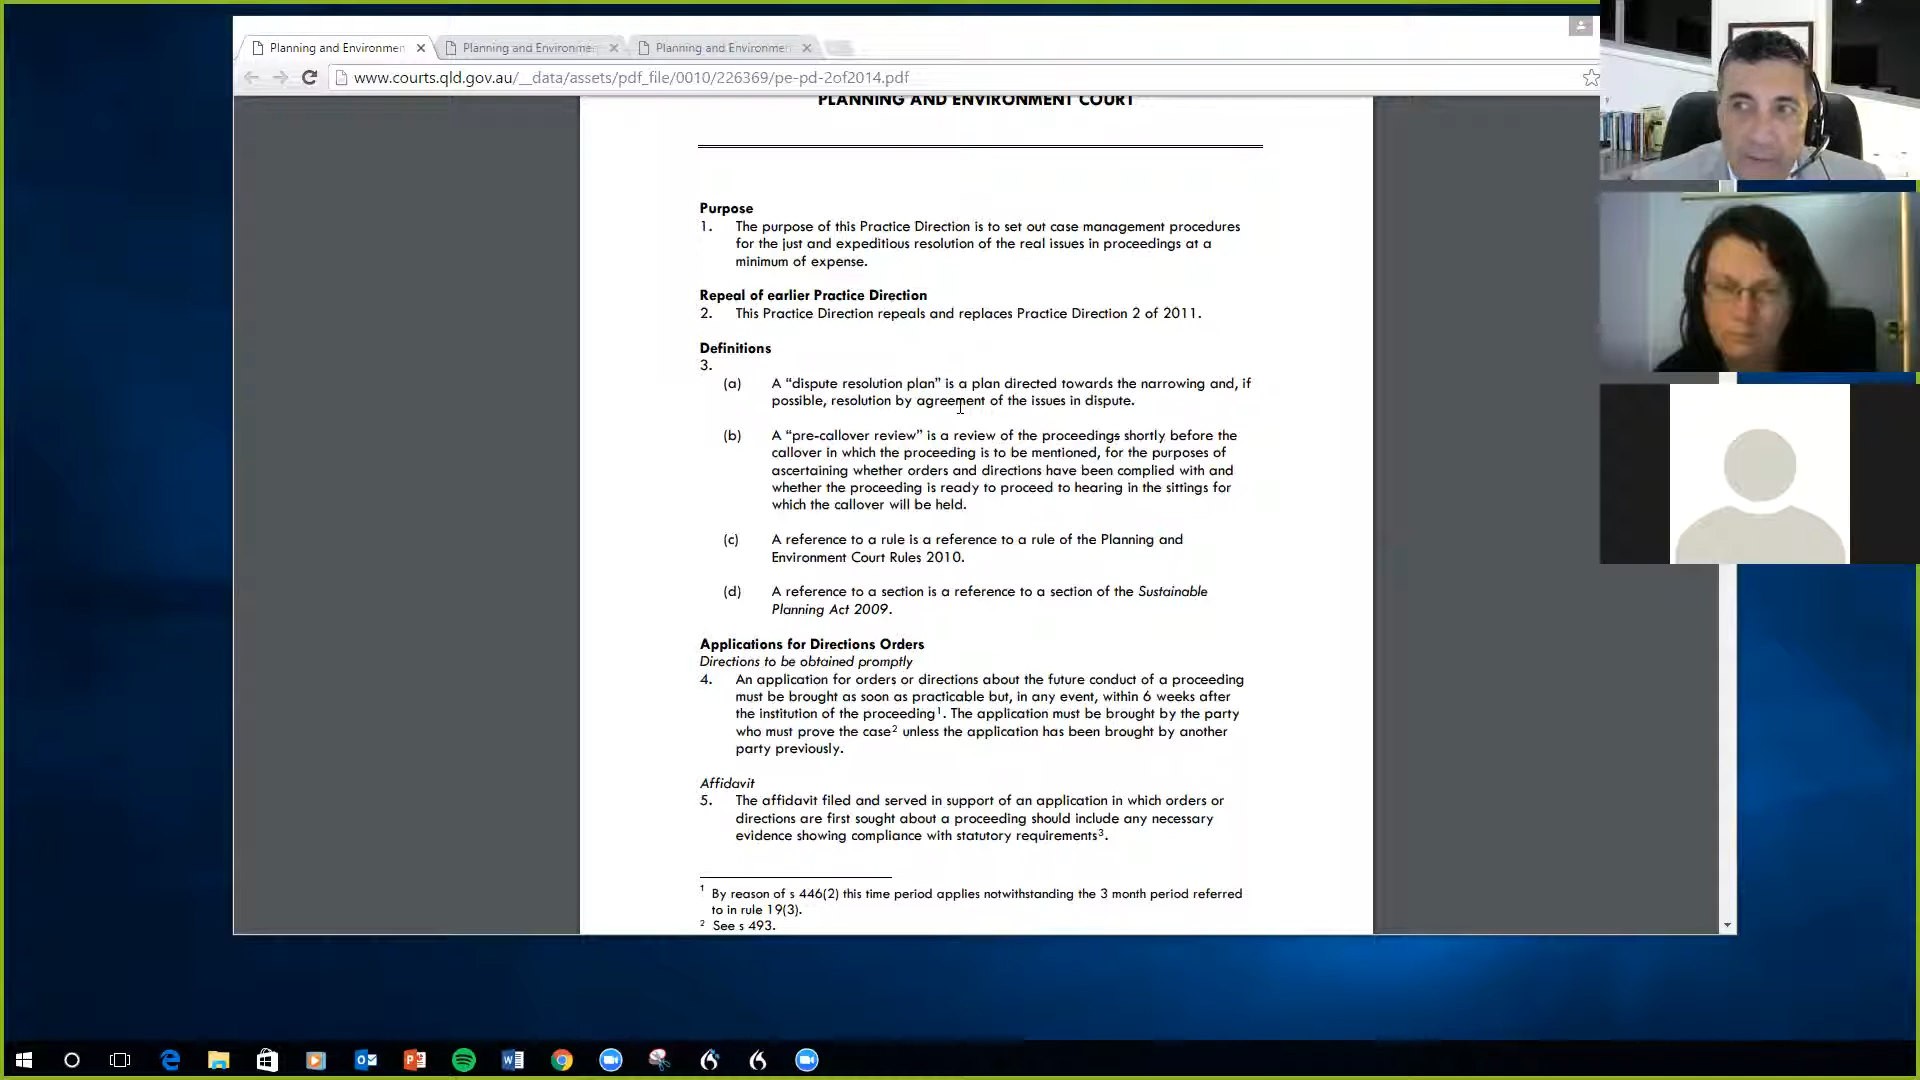 Planning and Environmen
Planning and Environme
Planning and Environmen
www.courts.qld.gov.au/__data/assets/pdf_file/0010/226369/pe-pd-2of2014.pdf
PLANNING AND ENVIRONMENT COURT
Purpose
1. The purpose of this Practice Direction is to set out case management procedures
for the just and expeditious resolution of the real issues in proceedings at a
minimum of expense.
Repeal of earlier Practice Direction
2. This Practice Direction repeals and replaces Practice Direction 2 of 2011.
Definitions
3.
(a) A “dispute resolution plan” is a plan directed towards the narrowing and, if
possible, resolution by agreement of the issues in dispute.
(b) A “pre-callover review” is a review of the proceedings shortly before the
callover in which the proceeding is to be mentioned, for the purposes of
ascertaining whether orders and directions have been complied with and
whether the proceeding is ready to proceed to hearing in the sittings for
which the callover will be held.
(c) A reference to a rule is a reference to a rule of the Planning and
Environment Court Rules 2010.
(d) A reference to a section is a reference to a section of the Sustainable
Planning Act 2009.
Applications for Directions Orders
Directions to be obtained promptly
4. An application for orders or directions about the future conduct of a proceeding
must be brought as soon as practicable but, in any event, within 6 weeks after
the institution of the proceeding¹. The application must be brought by the party
who must prove the case² unless the application has been brought by another
party previously.
Affidavit
5. The affidavit filed and served in support of an application in which orders or
directions are first sought about a proceeding should include any necessary
evidence showing compliance with statutory requirements³.
¹ By reason of s 446(2) this time period applies notwithstanding the 3 month period referred
to in rule 19(3).
² See s 493.